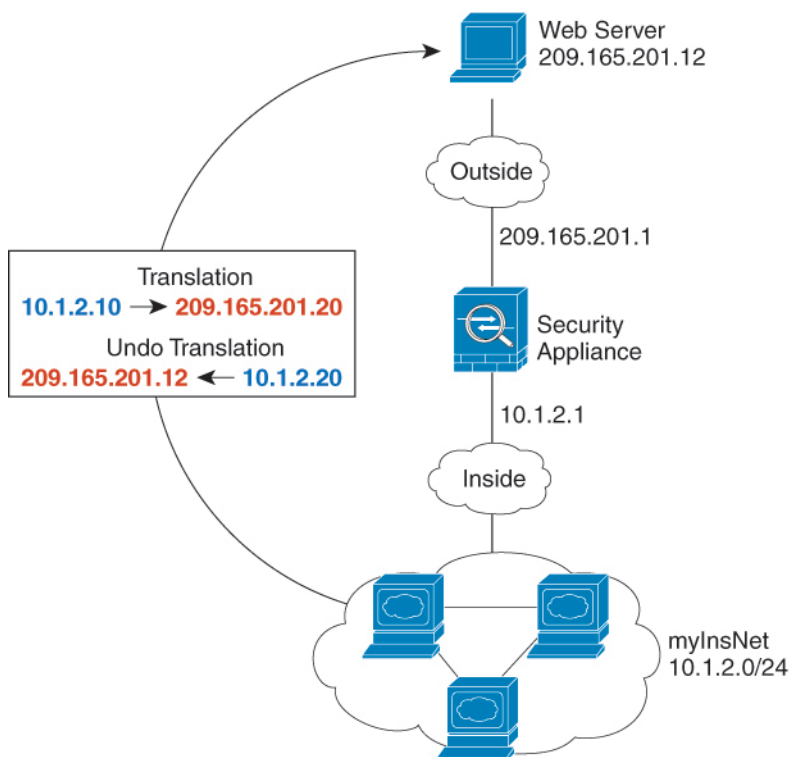 Web Server
209.165.201.12
Outside
209.165.201.1
Translation
10.1.2.10 → 209.165.201.20
Undo Translation
209.165.201.12 ← 10.1.2.20
Security
Appliance
10.1.2.1
Inside
myInsNet
10.1.2.0/24